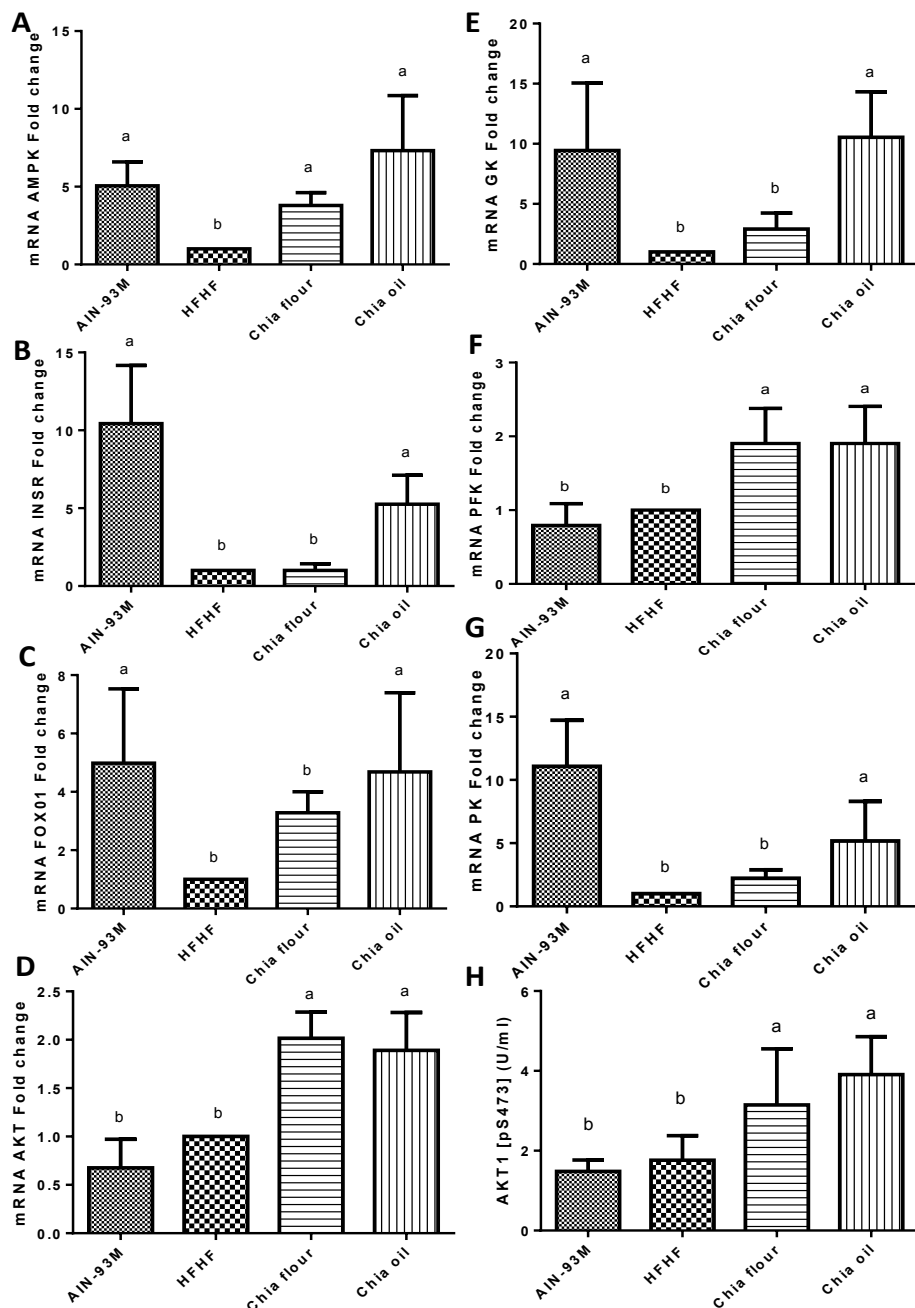 A
mRNA AMPK Fold change
15
10
5
0
a
b
a
a
AIN-93M
HFHF
Chia flour
Chia oil
B
mRNA INSR Fold change
15
10
5
0
a
b
b
a
AIN-93M
HFHF
Chia flour
Chia oil
C
mRNA FOX01 Fold change
8
6
4
2
0
a
b
b
a
AIN-93M
HFHF
Chia flour
Chia oil
D
mRNA AKT Fold change
2.5
2.0
1.5
1.0
0.5
0.0
b
b
a
a
AIN-93M
HFHF
Chia flour
Chia oil
E
mRNA GK Fold change
20
15
10
5
0
a
b
b
a
AIN-93M
HFHF
Chia flour
Chia oil
F
mRNA PFK Fold change
3
2
1
0
b
b
a
a
AIN-93M
HFHF
Chia flour
Chia oil
G
mRNA PK Fold change
20
15
10
5
0
a
b
b
a
AIN-93M
HFHF
Chia flour
Chia oil
H
AKT1 [pS473] (U/ml)
6
4
2
0
b
b
a
a
AIN-93M
HFHF
Chia flour
Chia oil